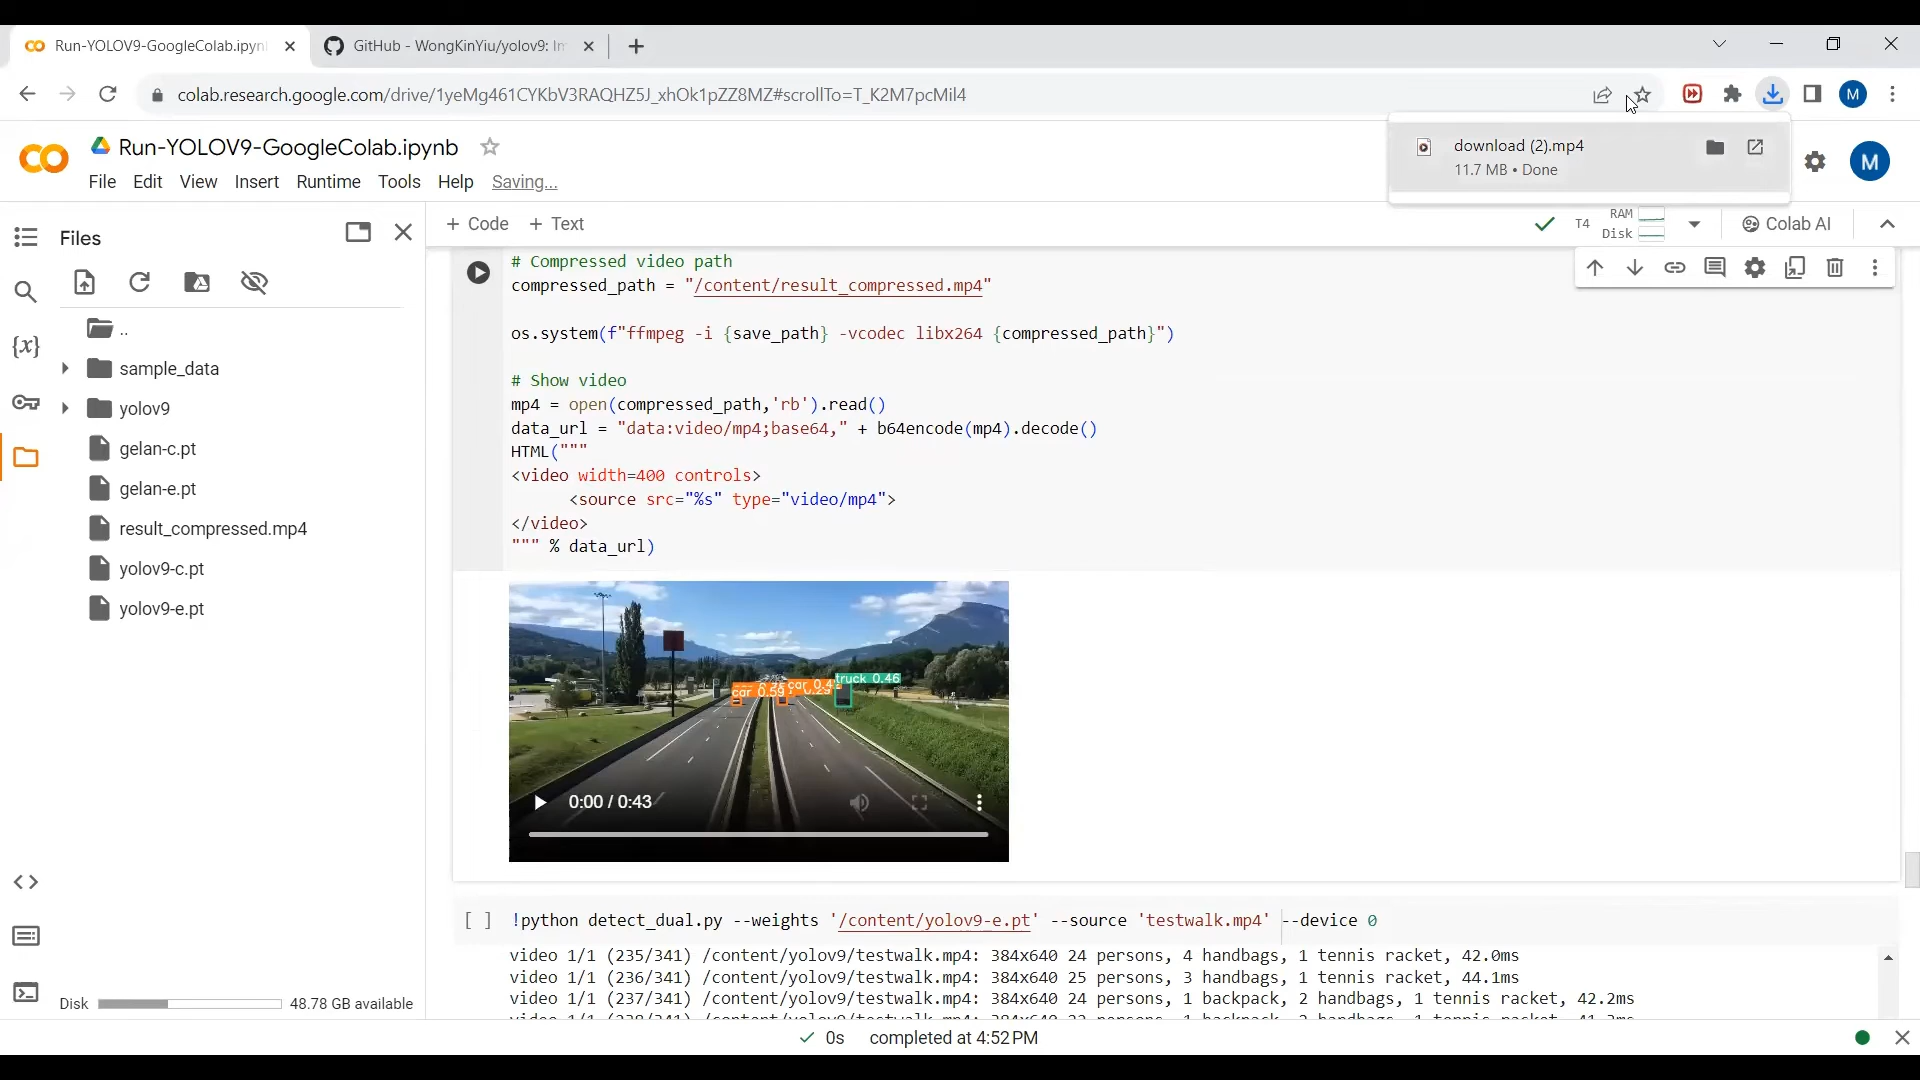 Run-YOLOV9-GoogleColab.ipyn
GitHub - WongKinYiu/yolov9: Im
colab.research.google.com/drive/1yeMg461CYKbV3RAQHZ5J_xhOk1pZZ8MZ#scrollTo=T_K2M7pcMil4
M
download (2).mp4
11.7 MB • Done
Run-YOLOV9-GoogleColab.ipynb
File Edit View Insert Runtime Tools Help Saving...
M
Files
+ Code + Text
T4
RAM
Disk
Colab AI
..
sample_data
yolov9
gelan-c.pt
gelan-e.pt
result_compressed.mp4
yolov9-c.pt
yolov9-e.pt
{x}
# Compressed video path
compressed_path = "/content/result_compressed.mp4"
os.system(f"ffmpeg -i {save_path} -vcodec libx264 {compressed_path}")
# Show video
mp4 = open(compressed_path,'rb').read()
data_url = "data:video/mp4;base64," + b64encode(mp4).decode()
HTML("""
<video width=400 controls>
<source src="%s" type="video/mp4">
</video>
""" % data_url)
truck 0.46
car 0.59
0:00 / 0:43
[ ] !python detect_dual.py --weights '/content/yolov9-e.pt' --source 'testwalk.mp4' --device 0
video 1/1 (235/341) /content/yolov9/testwalk.mp4: 384x640 24 persons, 4 handbags, 1 tennis racket, 42.0ms
video 1/1 (236/341) /content/yolov9/testwalk.mp4: 384x640 25 persons, 3 handbags, 1 tennis racket, 44.1ms
video 1/1 (237/341) /content/yolov9/testwalk.mp4: 384x640 24 persons, 1 backpack, 2 handbags, 1 tennis racket, 42.2ms
Disk 48.78 GB available
0s completed at 4:52 PM